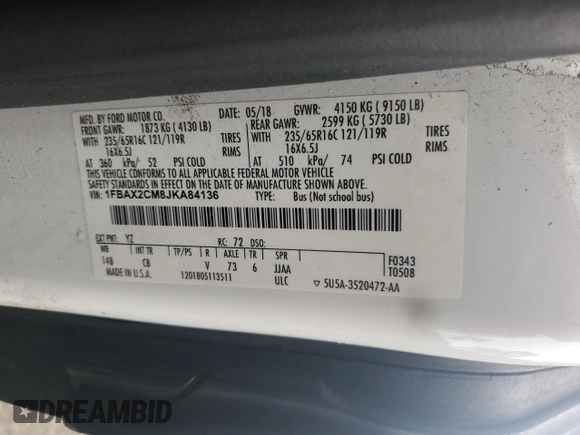 MFD. BY FORD MOTOR CO. DATE: 05/18 GVWR: 4150 KG ( 9150 LB)
FRONT GAWR: 1873 KG ( 4130 LB) REAR GAWR: 2599 KG ( 5730 LB)
WITH 235/65R16C 121/119R TIRES WITH 235/65R16C 121/119R TIRES
16X6.5J RIMS 16X6.5J RIMS
AT 360 kPa/ 52 PSI COLD AT 510 kPa/ 74 PSI COLD
THIS VEHICLE CONFORMS TO ALL APPLICABLE FEDERAL MOTOR VEHICLE
SAFETY STANDARDS IN EFFECT ON THE DATE OF MANUFACTURE SHOWN ABOVE.
VIN: 1FBAX2CM8JKA84136 TYPE: Bus (Not school bus)
EXT PNT: YZ RC: 72 DSO:
WB INT TR TP/PS R AXLE TR SPR F0343
148 CB V 73 6 JJAA T0508
MADE IN U.S.A. 1201805113511 ULC 5U5A-3520472-AA
DREAMBID